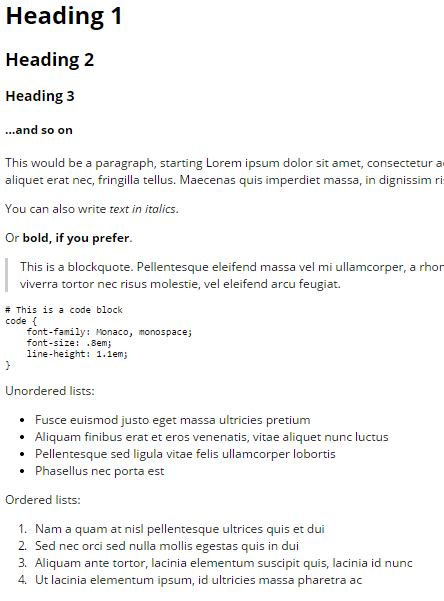 Heading 1
Heading 2
Heading 3
...and so on
This would be a paragraph, starting Lorem ipsum dolor sit amet, consectetur
aliquet erat nec, fringilla tellus. Maecenas quis imperdiet massa, in dignissim
You can also write text in italics.
Or bold, if you prefer.
This is a blockquote. Pellentesque eleifend massa vel mi ullamcorper, a
viverra tortor nec risus molestie, vel eleifend arcu feugiat.
# This is a code block
code {
    font-family: Monaco, monospace;
    font-size: .8em;
    line-height: 1.1em;
}
Unordered lists:
• Fusce euismod justo eget massa ultricies pretium
• Aliquam finibus erat et eros venenatis, vitae aliquet nunc luctus
• Pellentesque sed ligula vitae felis ullamcorper lobortis
• Phasellus nec porta est
Ordered lists:
1. Nam a quam at nisl pellentesque ultrices quis et dui
2. Sed nec orci sed nulla mollis egestas quis in dui
3. Aliquam ante tortor, lacinia elementum suscipit quis, lacinia id nunc
4. Ut lacinia elementum ipsum, id ultricies massa pharetra ac